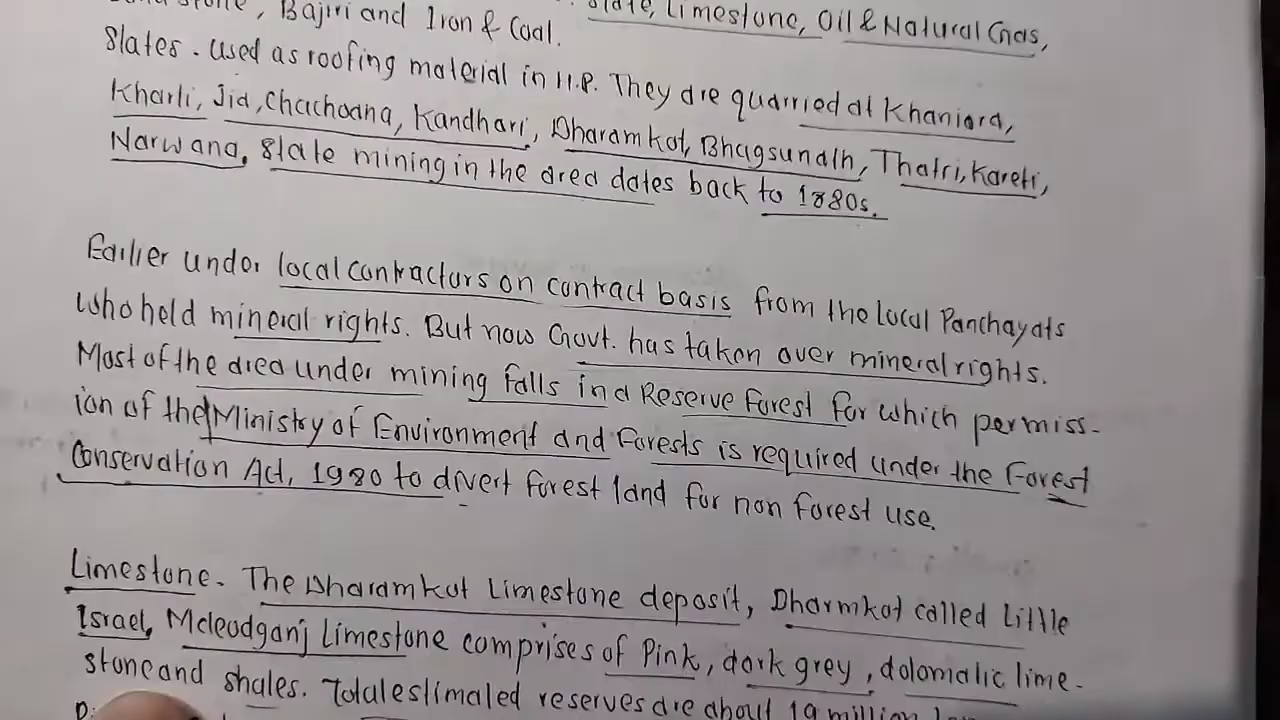 Slate, Limestone, Oil & Natural Gas,
stone, Bajiri and Iron & Coal.
Slates - used as roofing material in H.P. They are quarried at Khaniara,
Kharli, Jia, Chachoana, Kandhari, Dharamkot, Bhagsunath, Thatri, Kareti,
Narwana, Slate mining in the area dates back to 1880s.
Earlier under local contractors on contract basis from the local Panchayats
who held mineral rights. But now Govt. has taken over mineral rights.
Most of the area under mining falls in a Reserve forest for which permiss-
ion of the Ministry of Environment and Forests is required under the Forest
Conservation Act, 1980 to divert forest land for non forest use.
Limestone - The Dharamkot Limestone deposit, Dharmkot called Little
Israel, Mcleodganj Limestone comprises of Pink, dark grey, dolomatic lime-
stone and shales. Total estimated reserves are about 19 million